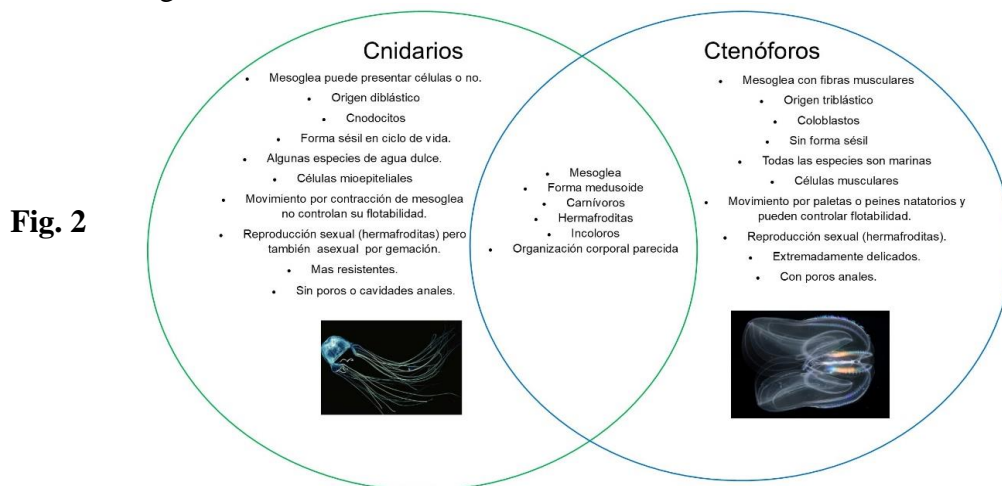 Fig. 2
Cnidarios
• Mesoglea puede presentar células o no.
• Origen diblástico
• Cnodocitos
• Forma sésil en ciclo de vida.
• Algunas especies de agua dulce.
• Células mioepiteliales
• Movimiento por contracción de mesoglea
no controlan su flotabilidad.
• Reproducción sexual (hermafroditas) pero
también asexual por gemación.
• Mas resistentes.
• Sin poros o cavidades anales.
• Mesoglea
• Forma medusoide
• Carnívoros
• Hermafroditas
• Incoloros
• Organización corporal parecida
Ctenóforos
• Mesoglea con fibras musculares
• Origen triblástico
• Coloblastos
• Sin forma sésil
• Todas las especies son marinas
• Células musculares
• Movimiento por paletas o peines natatorios y
pueden controlar flotabilidad.
• Reproducción sexual (hermafroditas).
• Extremadamente delicados.
• Con poros anales.